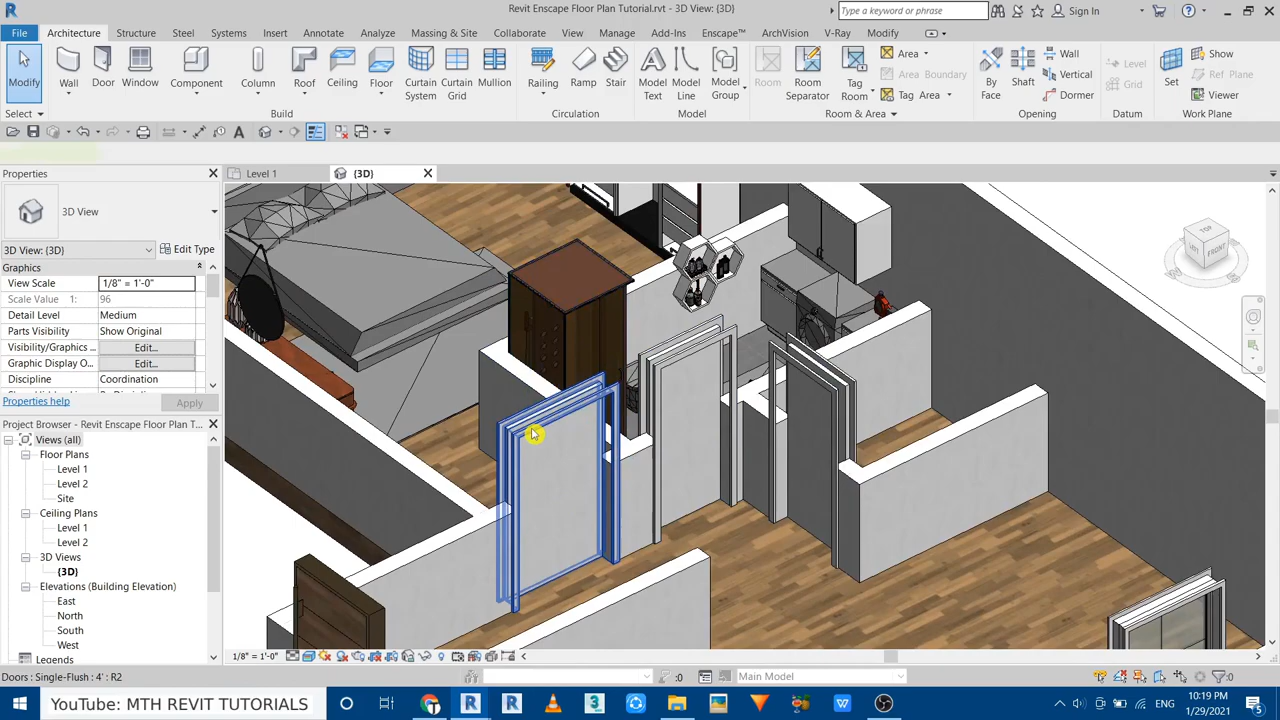 Revit Enscape Floor Plan Tutorial.rvt - 3D View: {3D}
Type a keyword or phrase
Sign In
File Architecture Structure Steel Systems Insert Annotate Analyze Massing & Site Collaborate View Manage Add-Ins Enscape™ ArchVision V-Ray Modify
Modify Wall Door Window Component Column Roof Ceiling Floor Curtain System Curtain Grid Mullion Railing Ramp Stair Model Text Model Line Model Group Room Room Separator Tag Room Area Area Boundary Tag Area By Face Shaft Wall Vertical Dormer Level Grid Set Show Ref Plane Viewer
Select Build Circulation Model Room & Area Opening Datum Work Plane
Properties
Level 1
{3D}
3D View
3D View: {3D}
Edit Type
Graphics
View Scale 1/8" = 1'-0"
Scale Value 1: 96
Detail Level Medium
Parts Visibility Show Original
Visibility/Graphics ... Edit...
Graphic Display O... Edit...
Discipline Coordination
Properties help
Apply
Project Browser - Revit Enscape Floor Plan T...
Views (all)
Floor Plans
Level 1
Level 2
Site
Ceiling Plans
Level 1
Level 2
3D Views
{3D}
Elevations (Building Elevation)
East
North
South
West
Legends
TOP
FRONT
1/8" = 1'-0"
Doors : Single-Flush : 4' : R2
:0
Main Model
:0
YouTube - MTH REVIT TUTORIALS
10:19 PM
1/29/2021
5